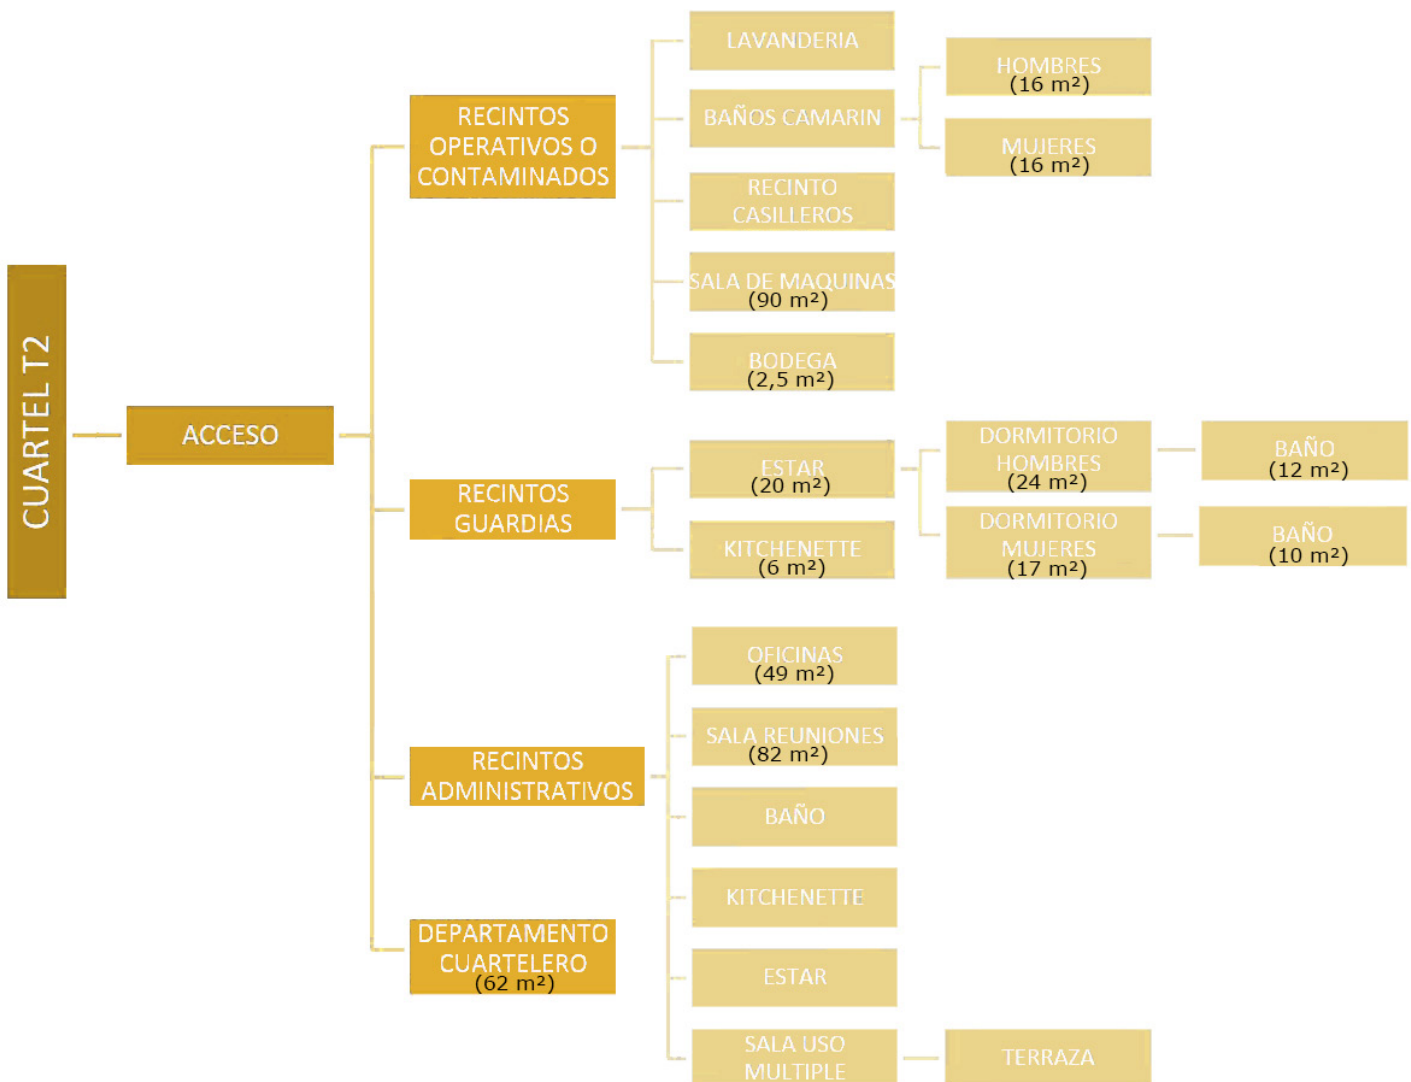 CUARTEL T2
ACCESO
RECINTOS
OPERATIVOS O
CONTAMINADOS
LAVANDERIA
BAÑOS CAMARIN
HOMBRES
(16 m²)
MUJERES
(16 m²)
RECINTO
CASILLEROS
SALA DE MAQUINAS
(90 m²)
BODEGA
(2,5 m²)
RECINTOS
GUARDIAS
ESTAR
(20 m²)
DORMITORIO
HOMBRES
(24 m²)
BAÑO
(12 m²)
DORMITORIO
MUJERES
(17 m²)
BAÑO
(10 m²)
KITCHENETTE
(6 m²)
RECINTOS
ADMINISTRATIVOS
OFICINAS
(49 m²)
SALA REUNIONES
(82 m²)
BAÑO
KITCHENETTE
ESTAR
SALA USO
MULTIPLE
TERRAZA
DEPARTAMENTO
CUARTELERO
(62 m²)